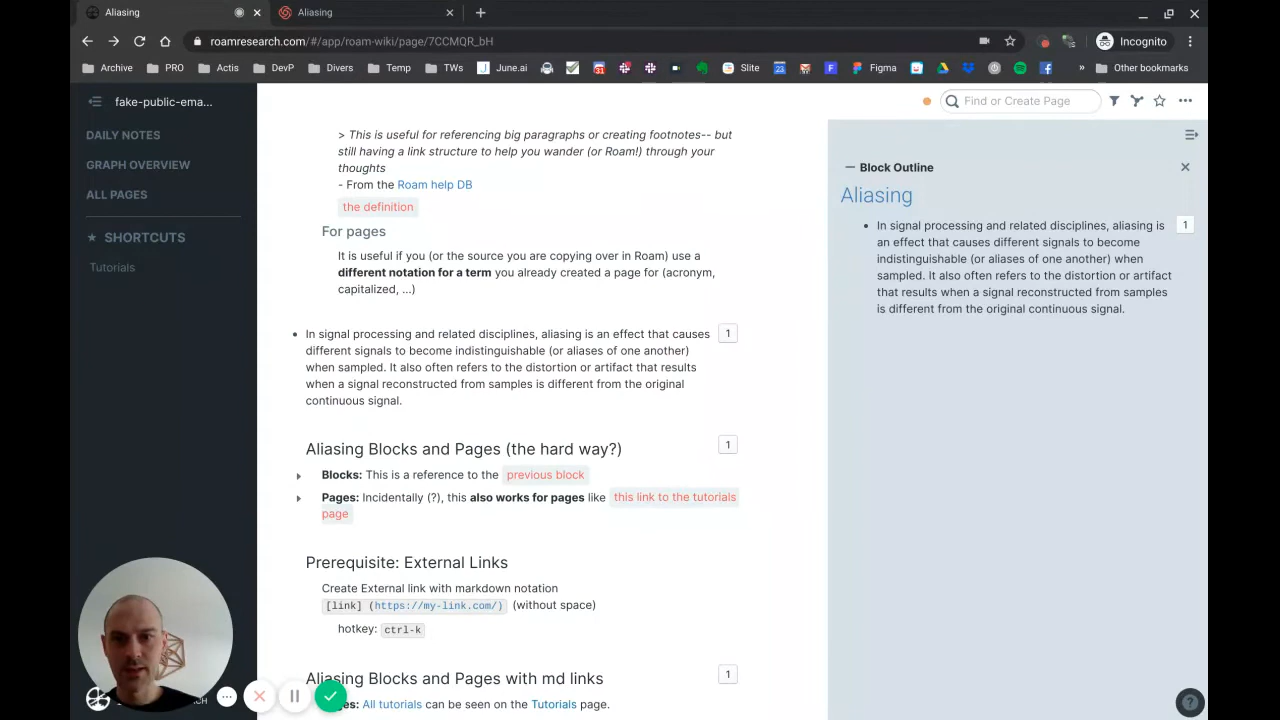 Aliasing
Aliasing
roamresearch.com/#/app/roam-wiki/page/7CCMQR_bH
Incognito
Archive
PRO
Actis
DevP
Divers
Temp
TWs
June.ai
Slite
Figma
» Other bookmarks
fake-public-ema...
Find or Create Page
DAILY NOTES
GRAPH OVERVIEW
ALL PAGES
★ SHORTCUTS
Tutorials
> This is useful for referencing big paragraphs or creating footnotes-- but
still having a link structure to help you wander (or Roam!) through your
thoughts
- From the Roam help DB
the definition
For pages
It is useful if you (or the source you are copying over in Roam) use a
different notation for a term you already created a page for (acronym,
capitalized, ...)
In signal processing and related disciplines, aliasing is an effect that causes
1
different signals to become indistinguishable (or aliases of one another)
when sampled. It also often refers to the distortion or artifact that results
when a signal reconstructed from samples is different from the original
continuous signal.
Aliasing Blocks and Pages (the hard way?)
1
Blocks: This is a reference to the previous block
Pages: Incidentally (?), this also works for pages like this link to the tutorials
page
Prerequisite: External Links
Create External link with markdown notation
[link] (https://my-link.com/) (without space)
hotkey: ctrl-k
Aliasing Blocks and Pages with md links
1
es: All tutorials can be seen on the Tutorials page.
Block Outline
Aliasing
In signal processing and related disciplines, aliasing is
1
an effect that causes different signals to become
indistinguishable (or aliases of one another) when
sampled. It also often refers to the distortion or artifact
that results when a signal reconstructed from samples
is different from the original continuous signal.